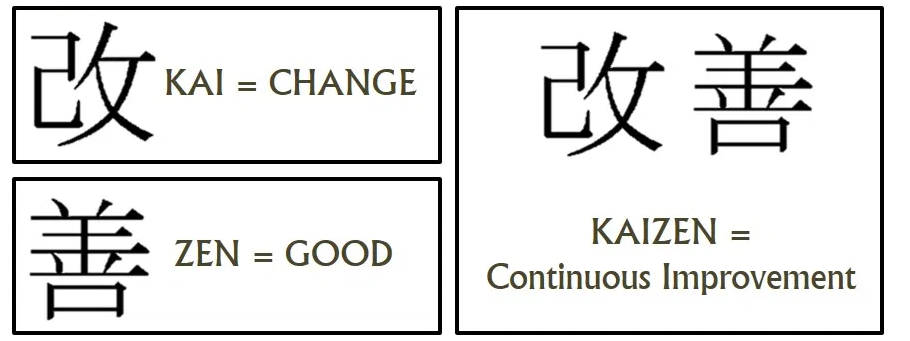 改 KAI = CHANGE
善 ZEN = GOOD
改善
KAIZEN =
Continuous Improvement